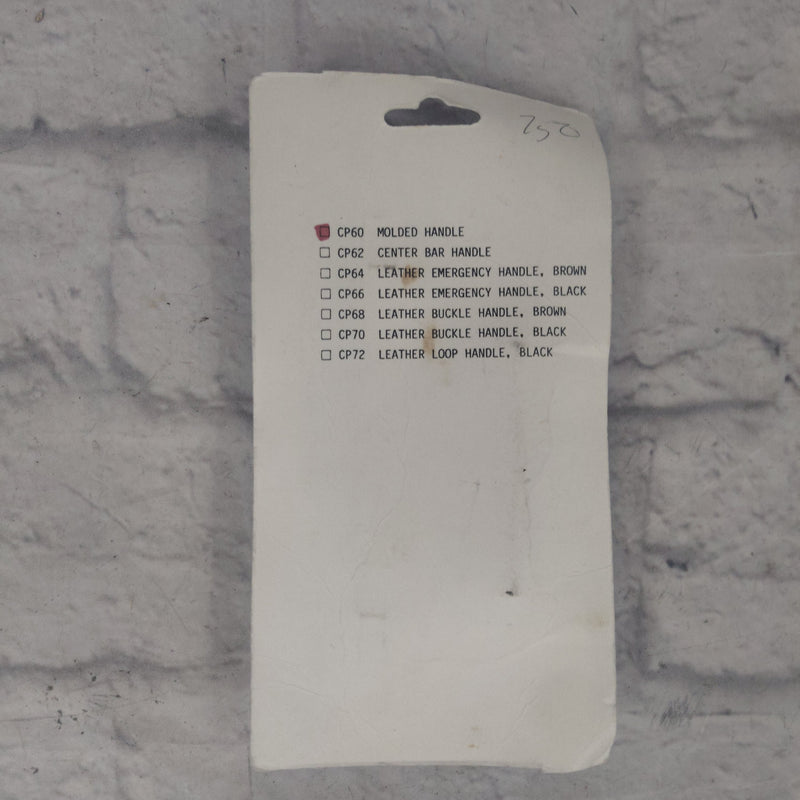 750
CP60 MOLDED HANDLE
CP62 CENTER BAR HANDLE
CP64 LEATHER EMERGENCY HANDLE, BROWN
CP66 LEATHER EMERGENCY HANDLE, BLACK
CP68 LEATHER BUCKLE HANDLE, BROWN
CP70 LEATHER BUCKLE HANDLE, BLACK
CP72 LEATHER LOOP HANDLE, BLACK